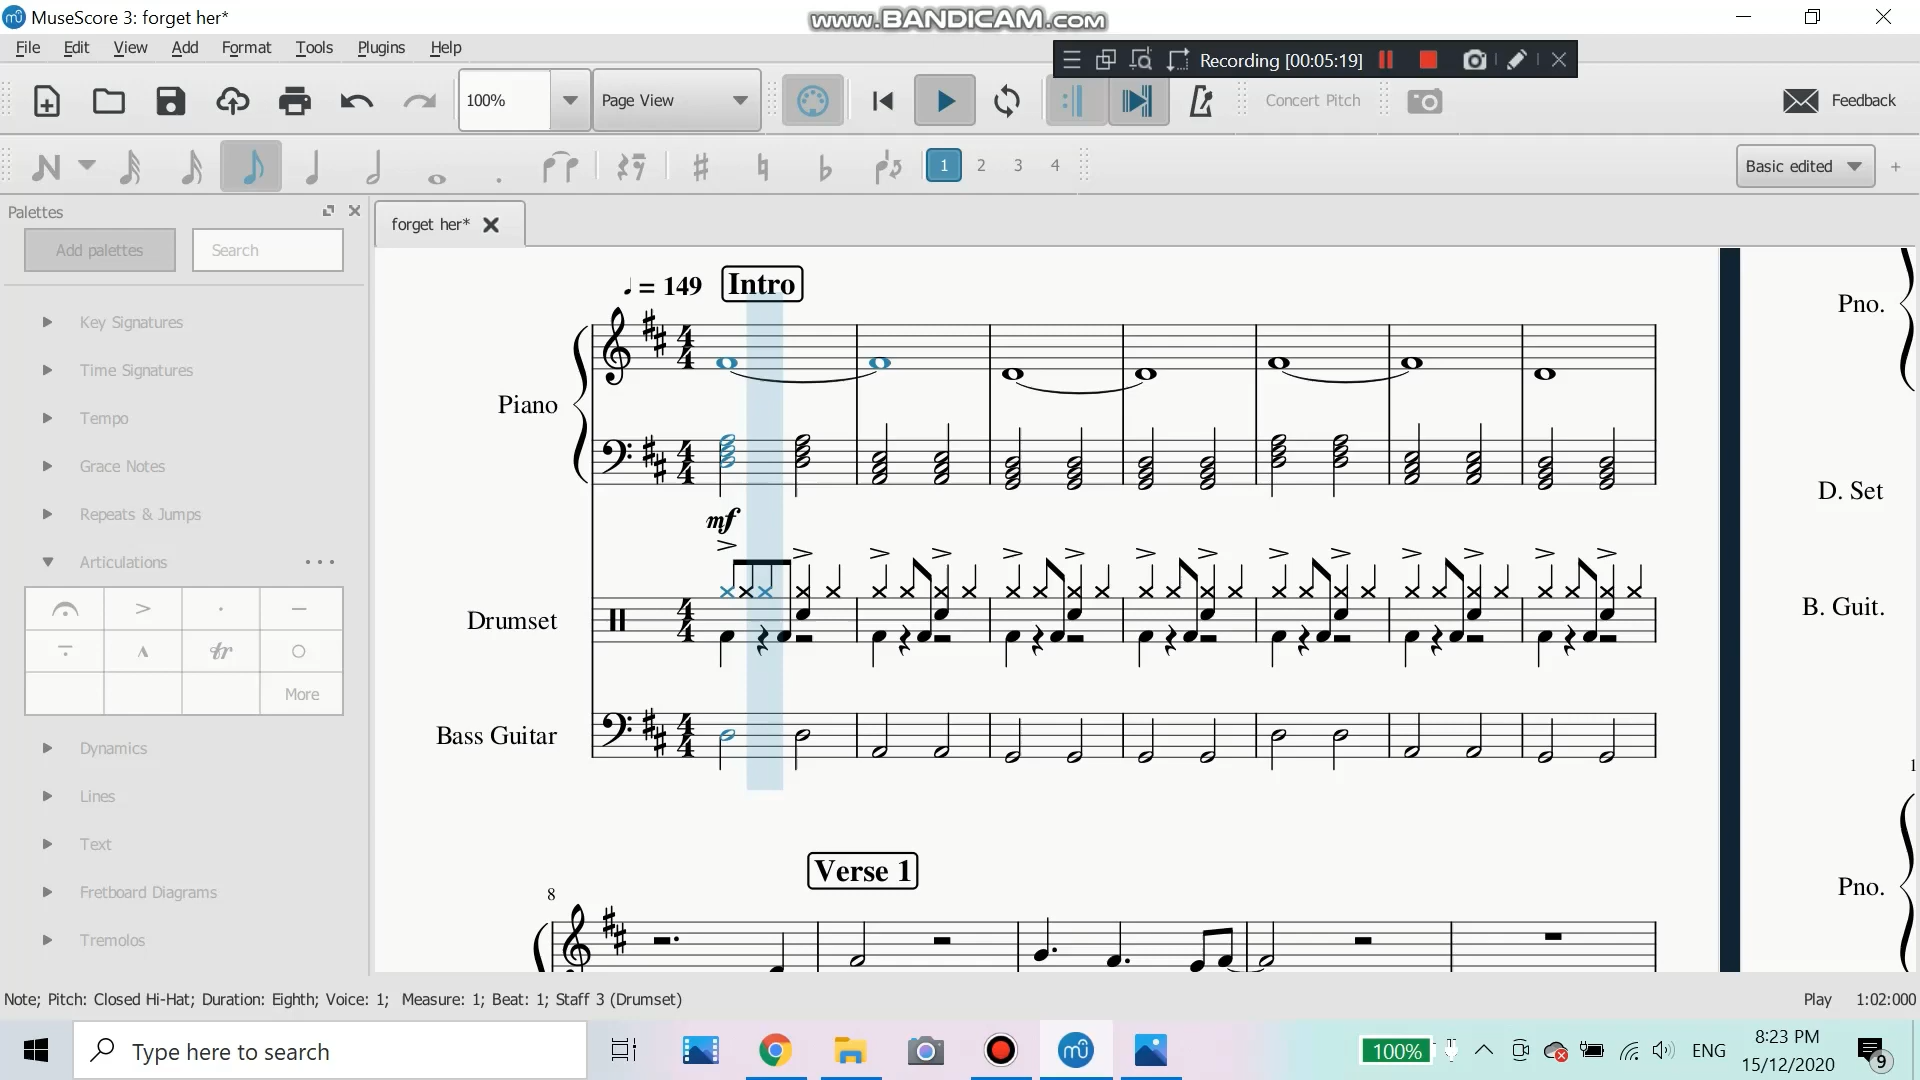 MuseScore 3: forget her*
www.BANDICAM.com
File Edit View Add Format Tools Plugins Help
Recording [00:05:19]
100% Page View Concert Pitch Feedback
1 2 3 4 Basic edited +
Palettes
Add palettes Search
forget her*
Key Signatures
Time Signatures
Tempo
Grace Notes
Repeats & Jumps
Articulations
More
Dynamics
Lines
Text
Fretboard Diagrams
Tremolos
= 149 Intro
Piano
4 4
mf
Drumset
Bass Guitar
8 Verse 1
Pno.
D. Set
B. Guit.
1
Pno.
Note; Pitch: Closed Hi-Hat; Duration: Eighth; Voice: 1; Measure: 1; Beat: 1; Staff 3 (Drumset) Play 1:02:000
Type here to search
100% ENG
8:23 PM
15/12/2020
9